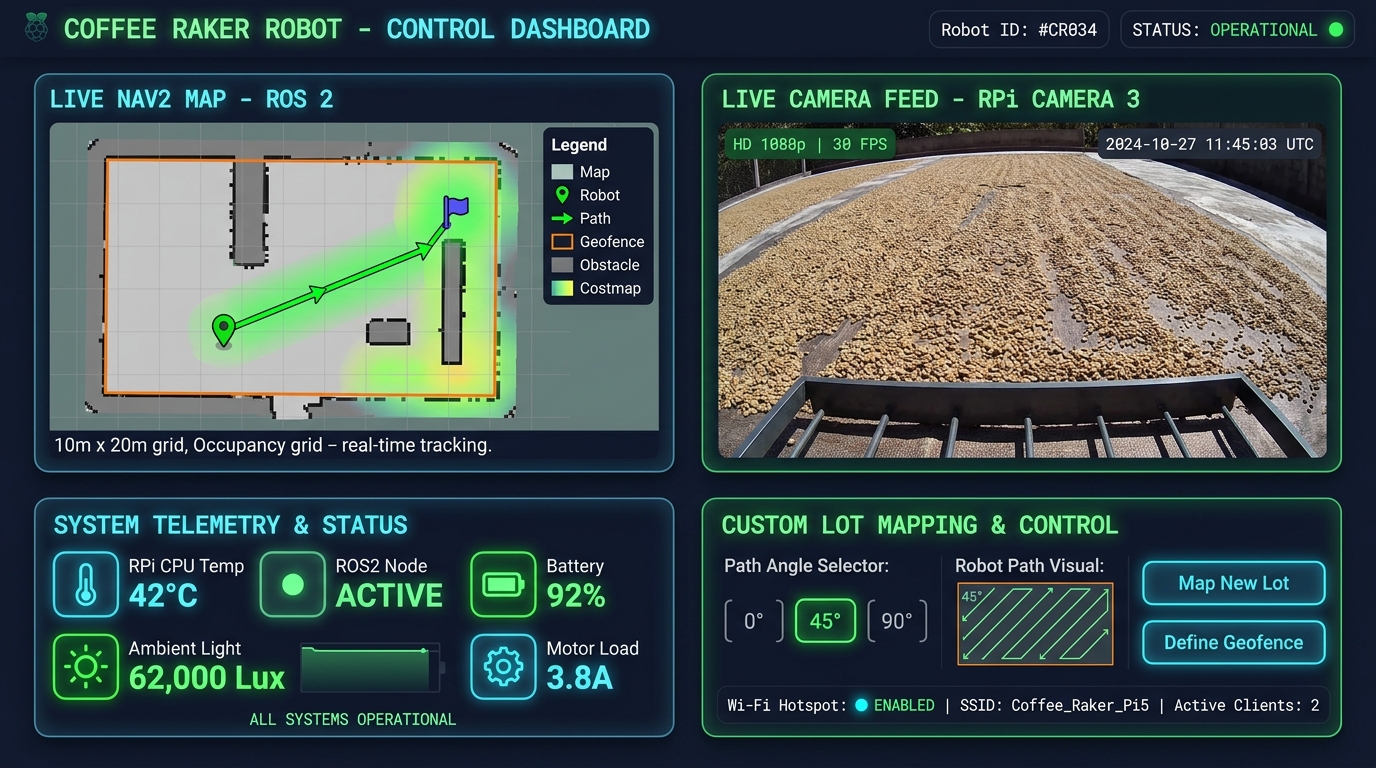 COFFEE RAKER ROBOT - CONTROL DASHBOARD
Robot ID: #CR034
STATUS: OPERATIONAL
LIVE NAV2 MAP - ROS 2
Legend
Map
Robot
Path
Geofence
Obstacle
Costmap
10m x 20m grid, Occupancy grid – real-time tracking.
LIVE CAMERA FEED - RPi CAMERA 3
HD 1080p | 30 FPS
2024-10-27 11:45:03 UTC
SYSTEM TELEMETRY & STATUS
RPi CPU Temp
42°C
ROS2 Node
ACTIVE
Battery
92%
Ambient Light
62,000 Lux
Motor Load
3.8A
ALL SYSTEMS OPERATIONAL
CUSTOM LOT MAPPING & CONTROL
Path Angle Selector:
0°
45°
90°
Robot Path Visual:
45°
Map New Lot
Define Geofence
Wi-Fi Hotspot: ENABLED | SSID: Coffee_Raker_Pi5 | Active Clients: 2